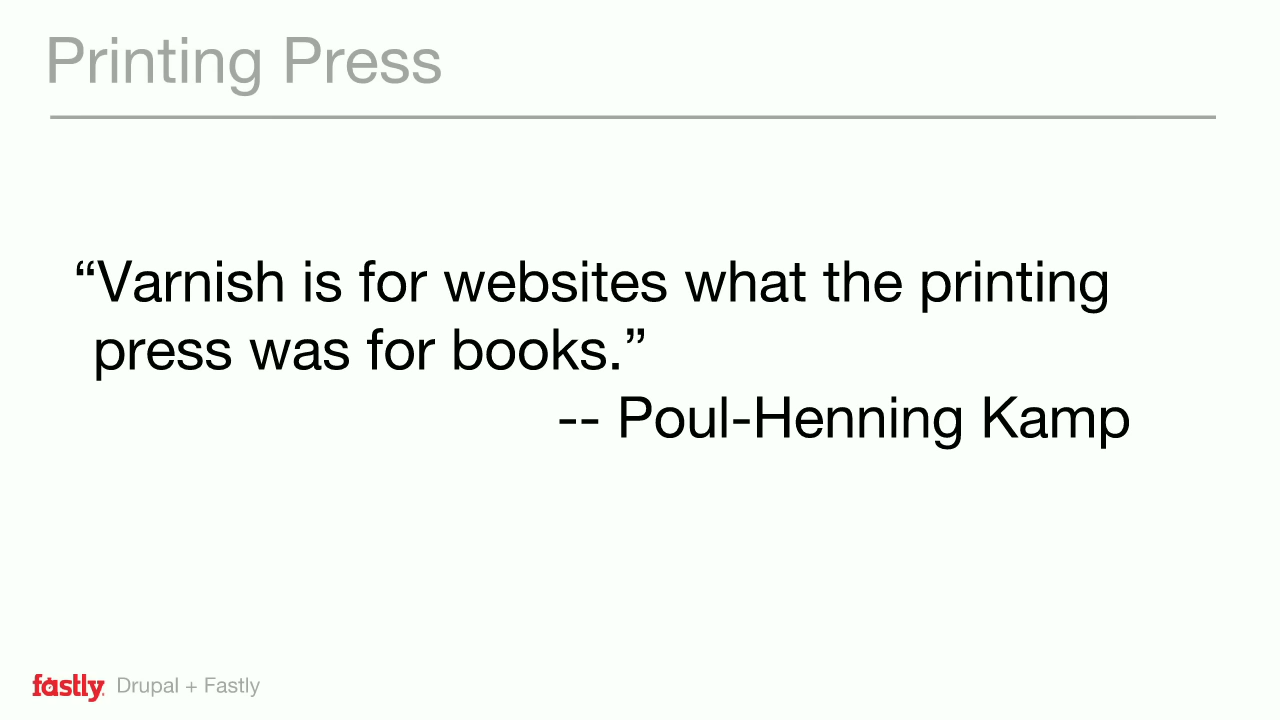 Printing Press
“Varnish is for websites what the printing
press was for books.”
-- Poul-Henning Kamp
fastly Drupal + Fastly